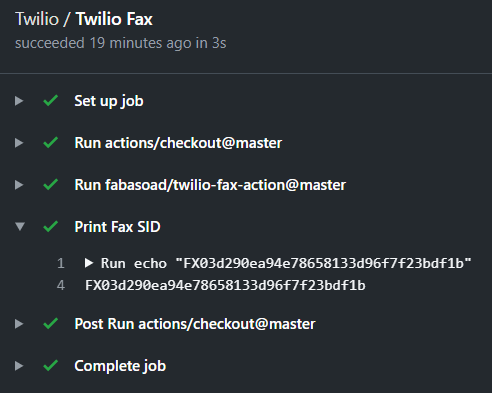 Twilio / Twilio Fax
succeeded 19 minutes ago in 3s
Set up job
Run actions/checkout@master
Run fabasoad/twilio-fax-action@master
Print Fax SID
1 Run echo "FX03d290ea94e78658133d96f7f23bdf1b"
4 FX03d290ea94e78658133d96f7f23bdf1b
Post Run actions/checkout@master
Complete job